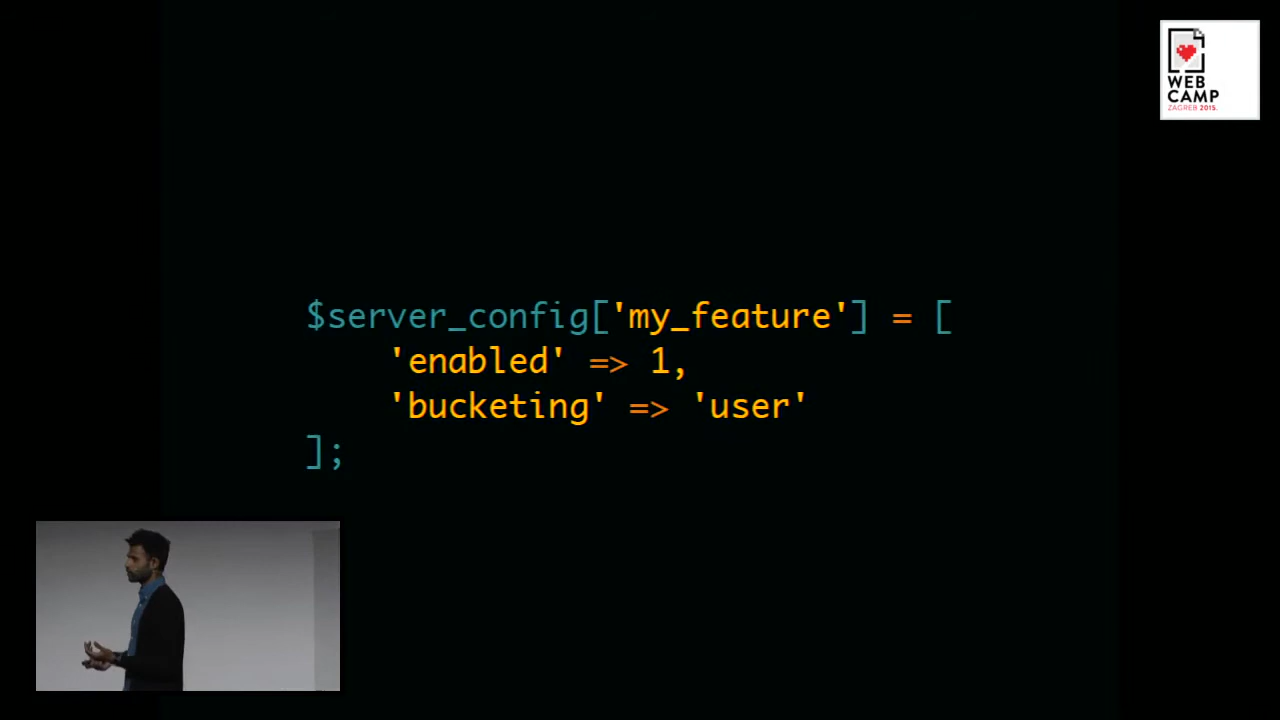 WEB
CAMP
ZAGREB 2015.
$server_config['my_feature'] = [
    'enabled' => 1,
    'bucketing' => 'user'
];